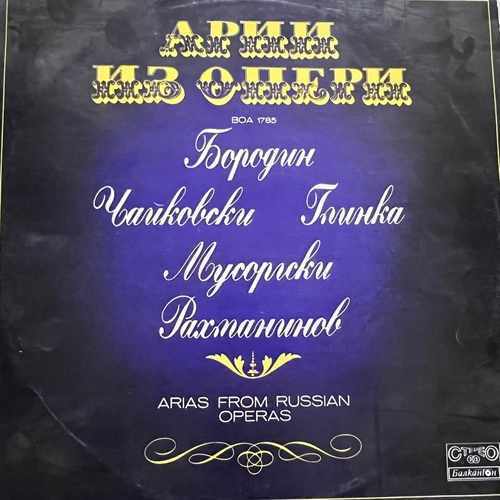 АРИИ
ИЗ ОПЕРИ
ВОА 1785
Бородин
Чайковски Глинка
Мусоргски
Рахманинов
ARIAS FROM RUSSIAN
OPERAS
СТЕРЕО
Балкантон